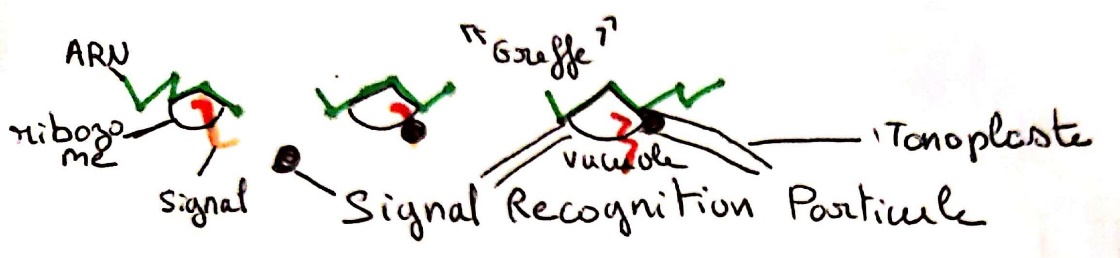 ARN
"Greffe"
ribozo
me
Tonoplaste
vacuole
Signal
Signal Recognition Particule